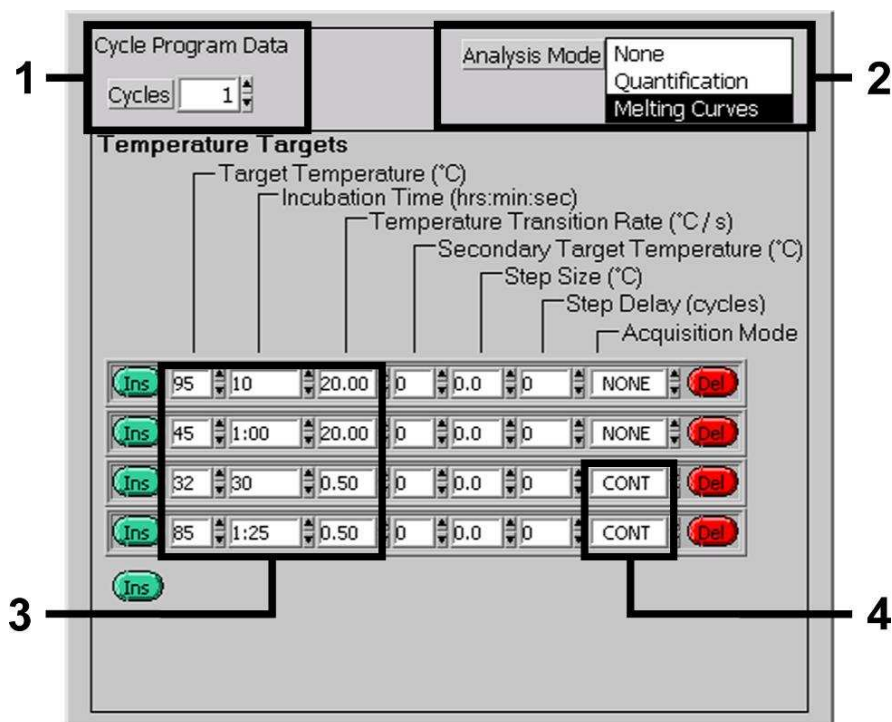 Cycle Program Data
1
Cycles 1
Analysis Mode None
Quantification
Melting Curves
2
Temperature Targets
Target Temperature (°C)
Incubation Time (hrs:min:sec)
Temperature Transition Rate (°C / s)
Secondary Target Temperature (°C)
Step Size (°C)
Step Delay (cycles)
Acquisition Mode
Ins 95 10 20.00 0 0.0 0 NONE Del
Ins 45 1:00 20.00 0 0.0 0 NONE Del
Ins 32 30 0.50 0 0.0 0 CONT Del
Ins 85 1:25 0.50 0 0.0 0 CONT Del
Ins
3
4